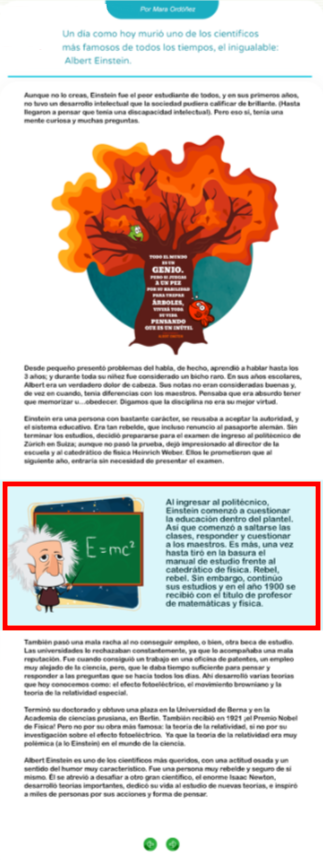 Por Mara Ordóñez
Un día como hoy murió uno de los científicos
más famosos de todos los tiempos, el inigualable:
Albert Einstein.
Aunque no lo creas, Einstein fue el peor estudiante de todos, y en sus primeros años,
no tuvo un desarrollo intelectual que la sociedad pudiera calificar de brillante. (Hasta
llegaron a pensar que tenía una discapacidad intelectual). Pero eso sí, tenía una
mente curiosa y muchas preguntas.
TODO EL MUNDO
ES UN
GENIO.
PERO SI JUZGAS
A UN PEZ
POR SU HABILIDAD
PARA TREPAR
ÁRBOLES,
VIVIRÁ TODA
SU VIDA
PENSANDO
QUE ES UN INÚTIL.
Desde pequeño presentó problemas del habla, de hecho, aprendió a hablar hasta los
3 años; y durante toda su niñez fue considerado un bicho raro. En sus años escolares,
Albert era un verdadero dolor de cabeza. Sus notas no eran consideradas buenas y,
de vez en cuando, tenía diferencias con los maestros. Pensaba que era absurdo tener
que memorizar u...obedecer. Digamos que la disciplina no era su mejor virtud.
Einstein era una persona con bastante carácter, se reusaba a aceptar la autoridad, y
el sistema educativo. Era tan rebelde, que incluso renuncio al pasaporte alemán. Sin
terminar los estudios, decidió prepararse para el examen de ingreso al politécnico de
Zürich en Suiza; aunque no pasó la prueba, dejó impresionado al director de la
escuela y al catedrático de física Heinrich Weber. Ellos le prometieron que al
siguiente año, entraría sin necesidad de presentar el examen.
E=mc²
Al ingresar al politécnico,
Einstein comenzó a cuestionar
la educación dentro del plantel.
Así que comenzó a saltarse las
clases, responder y cuestionar
a los maestros. Es más, una vez
hasta tiró en la basura el
manual de estudio frente al
catedrático de física. Rebel,
rebel. Sin embargo, continúo
sus estudios y en el año 1900 se
recibió con el título de profesor
de matemáticas y física.
También pasó una mala racha al no conseguir empleo, o bien, otra beca de estudio.
Las universidades lo rechazaban constantemente, ya que lo acompañaba una mala
reputación. Fue cuando consiguió un trabajo en una oficina de patentes, un empleo
muy alejado de la ciencia, pero, que le daba tiempo suficiente para pensar y
responder a las preguntas que se hacía todos los días. Ahí desarrolló varias teorías
que hoy conocemos como: el efecto fotoeléctrico, el movimiento browniano y la
teoría de la relatividad especial.
Terminó su doctorado y obtuvo una plaza en la Universidad de Berna y en la
Academia de ciencias prusiana, en Berlín. También recibió en 1921 ¡el Premio Nobel
de Física! Pero no por su obra más famosa: la teoría de la relatividad, si no por su
investigación sobre el efecto fotoeléctrico. Ya que la teoría de la relatividad era muy
polémica (a lo Einstein) en el mundo de la ciencia.
Albert Einstein es uno de los científicos más queridos, con una actitud osada y un
sentido del humor muy característico. Fue una persona muy rebelde y seguro de sí
mismo. Él se atrevió a desafiar a otro gran científico, el enorme Isaac Newton,
desarrolló teorías importantes, dedicó su vida al estudio de nuevas teorías, e inspiró
a miles de personas por sus acciones y forma de pensar.